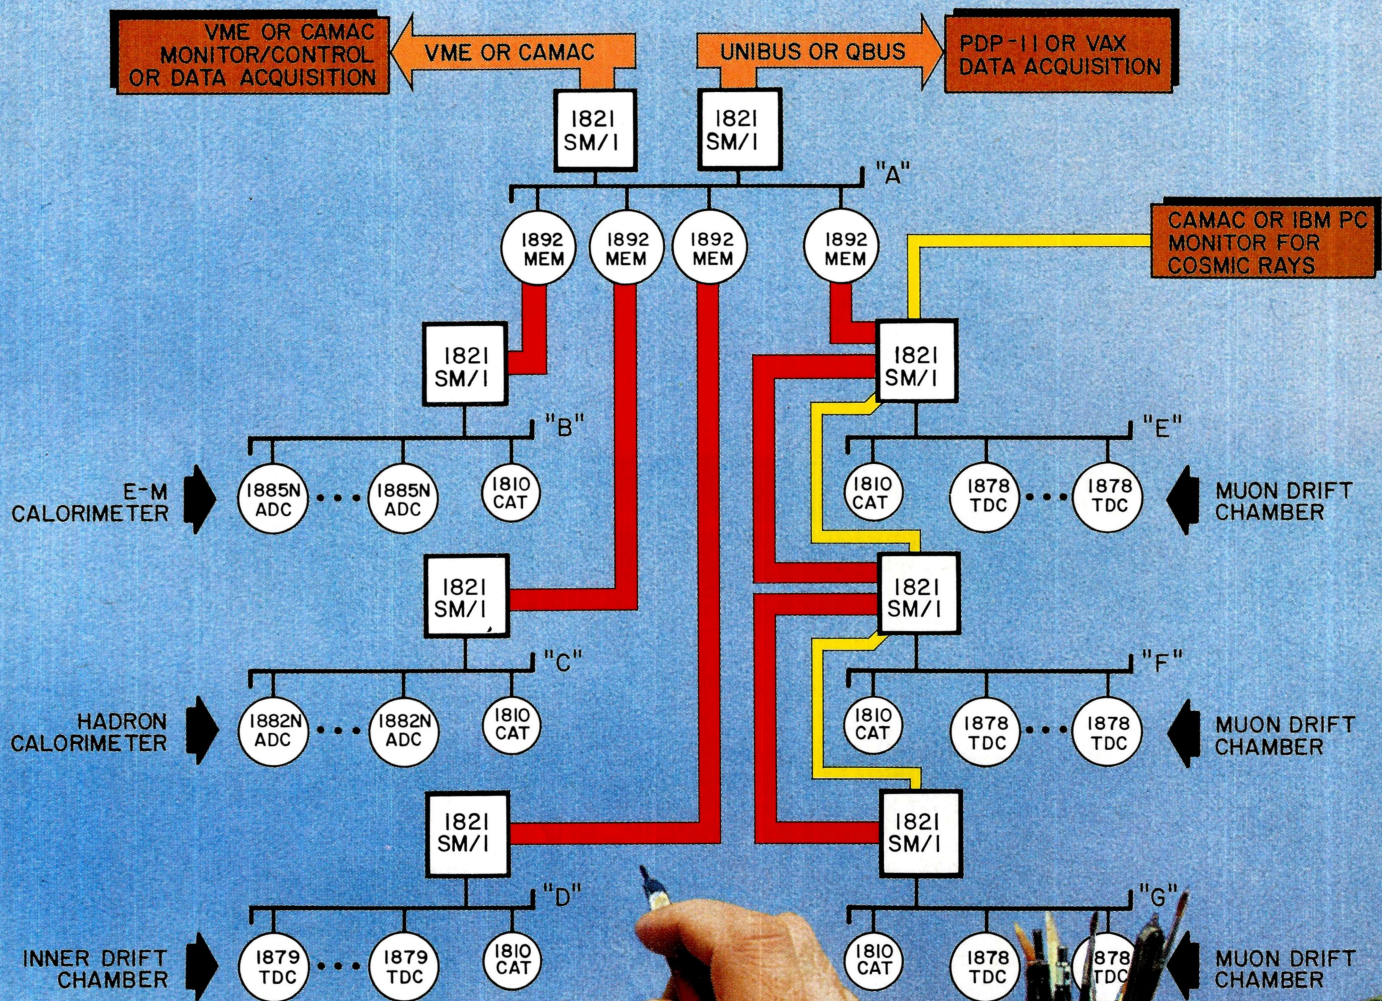 VME OR CAMAC
MONITOR/CONTROL
OR DATA ACQUISITION
VME OR CAMAC
UNIBUS OR QBUS
PDP-11 OR VAX
DATA ACQUISITION
1821
SM/I
1821
SM/I
"A"
1892
MEM
1892
MEM
1892
MEM
1892
MEM
CAMAC OR IBM PC
MONITOR FOR
COSMIC RAYS
1821
SM/I
1821
SM/I
"B"
"E"
E-M
CALORIMETER
1885N
ADC
1885N
ADC
1810
CAT
1810
CAT
1878
TDC
1878
TDC
MUON DRIFT
CHAMBER
1821
SM/I
1821
SM/I
"C"
"F"
HADRON
CALORIMETER
1882N
ADC
1882N
ADC
1810
CAT
1810
CAT
1878
TDC
1878
TDC
MUON DRIFT
CHAMBER
1821
SM/I
1821
SM/I
"D"
"G"
INNER DRIFT
CHAMBER
1879
TDC
1879
TDC
1810
CAT
1810
CAT
1878
TDC
1878
TDC
MUON DRIFT
CHAMBER